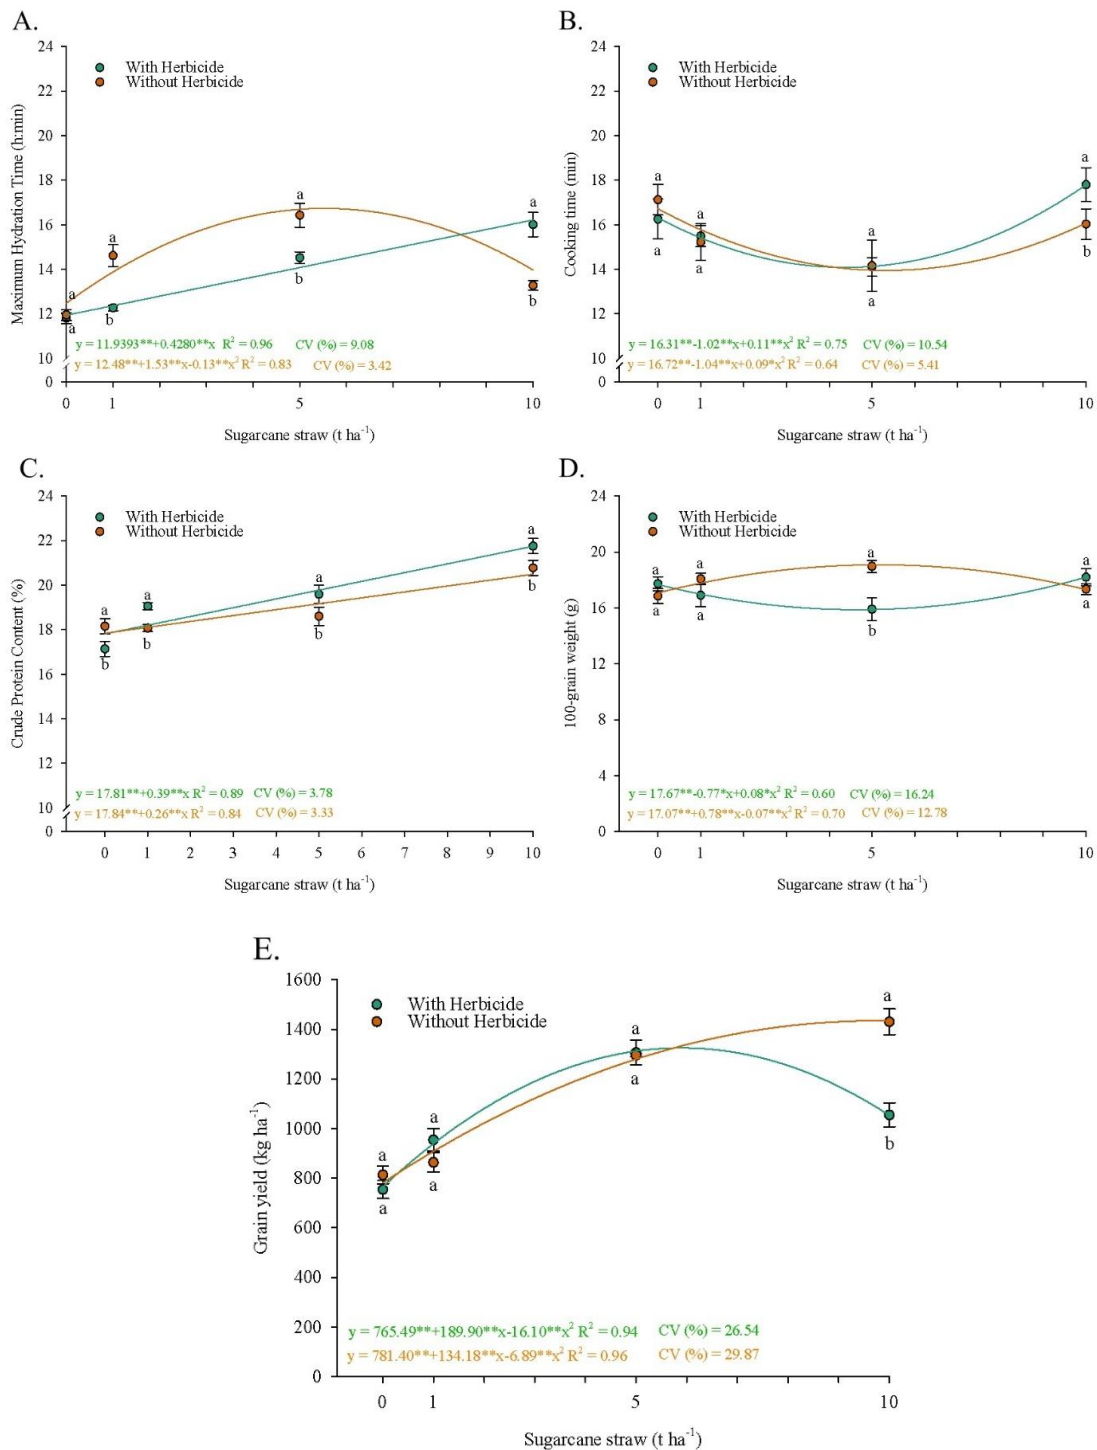 A.
Maximum Hydration Time (h:min)
24
22
20
18
16
14
12
10
0
With Herbicide
Without Herbicide
a
a
a
b
a
b
a
b
y = 11.9393**+0.4280**x R² = 0.96 CV (%) = 9.08
y = 12.48**+1.53**x-0.13**x² R² = 0.83 CV (%) = 3.42
0 1 5 10
Sugarcane straw (t ha⁻¹)
B.
Cooking time (min)
24
22
20
18
16
14
12
10
0
With Herbicide
Without Herbicide
a
a
a
a
a
a
a
b
y = 16.31**-1.02**x+0.11**x² R² = 0.75 CV (%) = 10.54
y = 16.72**-1.04**x+0.09*x² R² = 0.64 CV (%) = 5.41
0 1 5 10
Sugarcane straw (t ha⁻¹)
C.
Crude Protein Content (%)
24
22
20
18
16
14
12
10
0
With Herbicide
Without Herbicide
a
b
a
b
a
b
a
b
y = 17.81**+0.39**x R² = 0.89 CV (%) = 3.78
y = 17.84**+0.26**x R² = 0.84 CV (%) = 3.33
0 1 2 3 4 5 6 7 8 9 10
Sugarcane straw (t ha⁻¹)
D.
100-grain weight (g)
24
20
16
12
8
4
0
With Herbicide
Without Herbicide
a
a
a
a
a
b
a
a
y = 17.67**-0.77*x+0.08*x² R² = 0.60 CV (%) = 16.24
y = 17.07**+0.78**x-0.07**x² R² = 0.70 CV (%) = 12.78
0 1 5 10
Sugarcane straw (t ha⁻¹)
E.
Grain yield (kg ha⁻¹)
1600
1400
1200
1000
800
600
400
200
0
With Herbicide
Without Herbicide
a
a
a
a
a
a
a
b
y = 765.49**+189.90**x-16.10**x² R² = 0.94 CV (%) = 26.54
y = 781.40**+134.18**x-6.89**x² R² = 0.96 CV (%) = 29.87
0 1 5 10
Sugarcane straw (t ha⁻¹)